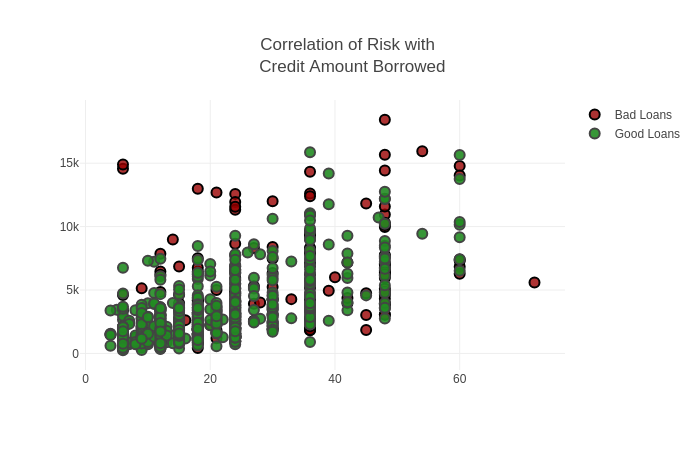 Correlation of Risk with
Credit Amount Borrowed
Bad Loans
Good Loans
15k
10k
5k
0
0 20 40 60